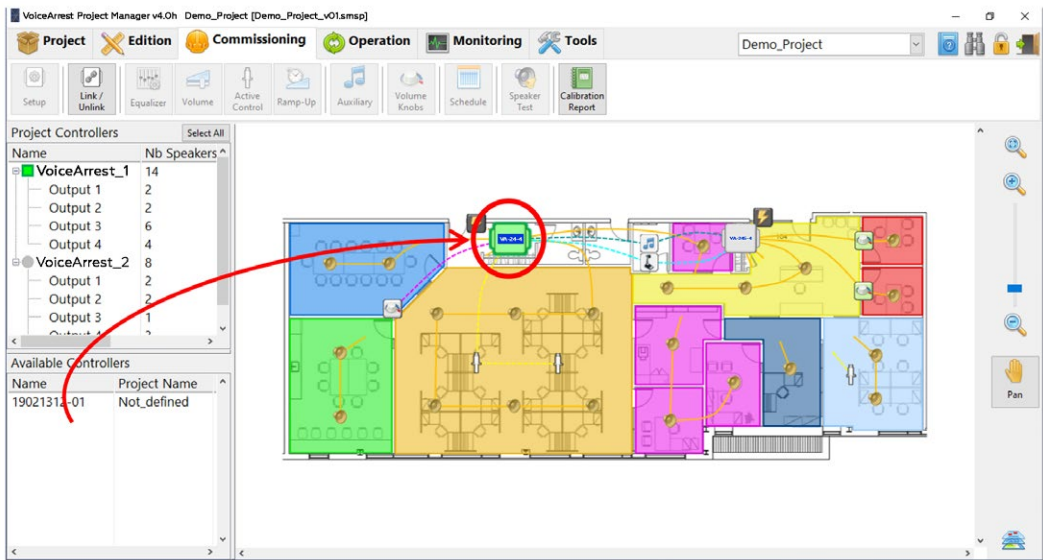 VoiceArrest Project Manager v4.0h Demo_Project [Demo_Project_v01.smsp]
Project Edition Commissioning Operation Monitoring Tools
Demo_Project
Setup
Link / Unlink
Equalizer
Volume
Active Control
Ramp-Up
Auxiliary
Volume Knobs
Schedule
Speaker Test
Calibration Report
Project Controllers Select All
Name Nb Speakers
VoiceArrest_1 14
Output 1 2
Output 2 2
Output 3 6
Output 4 4
VoiceArrest_2 8
Output 1 2
Output 2 2
Output 3 1
Available Controllers
Name Project Name
19021312-01 Not_defined
VA-24-4
Pan